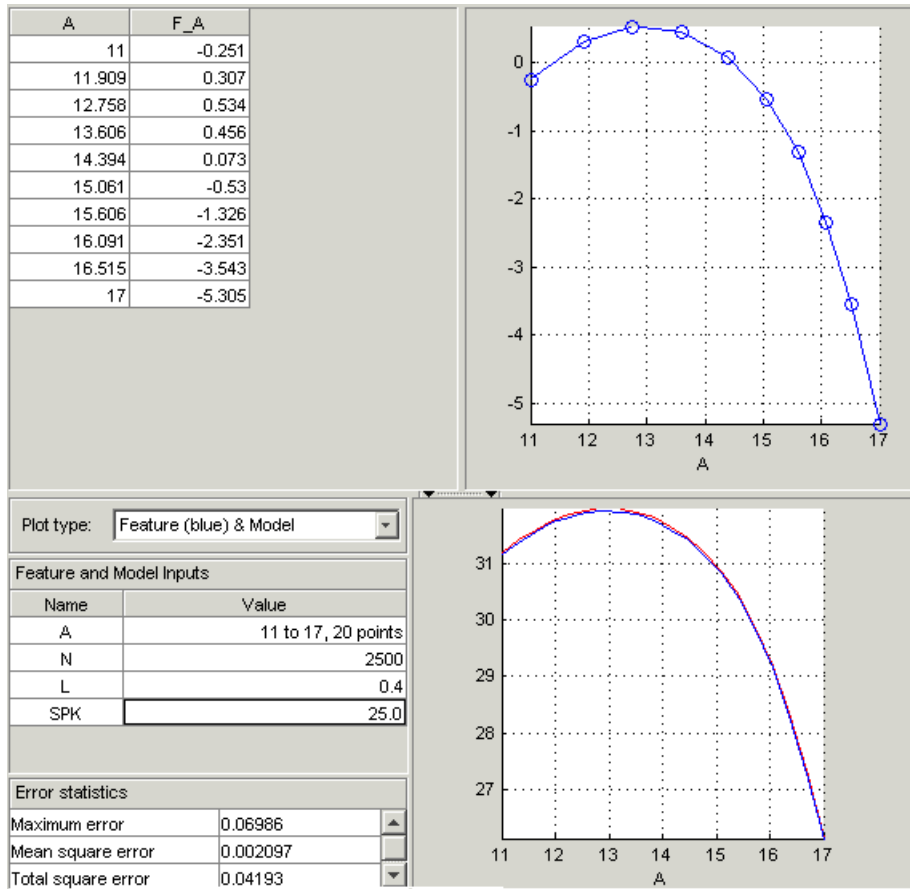 A F_A
11 -0.251
11.909 0.307
12.758 0.534
13.606 0.456
14.394 0.073
15.061 -0.53
15.606 -1.326
16.091 -2.351
16.515 -3.543
17 -5.305
0
-1
-2
-3
-4
-5
11 12 13 14 15 16 17
A
Plot type: Feature (blue) & Model
Feature and Model Inputs
Name Value
A 11 to 17, 20 points
N 2500
L 0.4
SPK 25.0
Error statistics
Maximum error 0.06986
Mean square error 0.002097
Total square error 0.04193
31
30
29
28
27
11 12 13 14 15 16 17
A